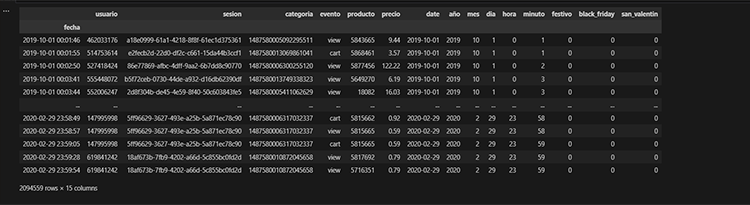 usuario sesion categoria evento producto precio date año mes dia hora minuto festivo black_friday san_valentin
fecha
2019-10-01 00:01:46 462033176 a18e0999-61a1-4218-8f8f-61ec1d375361 1487580005092295511 view 5843665 9.44 2019-10-01 2019 10 1 0 1 0 0 0
2019-10-01 00:01:55 514753614 e2fecb2d-22d0-df2c-c661-15da44b3ccf1 1487580013069861041 cart 5868461 3.57 2019-10-01 2019 10 1 0 1 0 0 0
2019-10-01 00:02:50 527418424 86e77869-afbc-4dff-9aa2-6b7dd8c90770 1487580006300255120 view 5877456 122.22 2019-10-01 2019 10 1 0 2 0 0 0
2019-10-01 00:03:41 555448072 b5f72ceb-0730-44de-a932-d16db62390df 1487580013749338323 view 5649270 6.19 2019-10-01 2019 10 1 0 3 0 0 0
2019-10-01 00:03:44 552006247 2d8f304b-de45-4e59-8f40-50c603843fe5 1487580005411062629 view 18082 16.03 2019-10-01 2019 10 1 0 3 0 0 0
... ... ... ... ... ... ... ... ... ... ... ... ... ... ... ...
2020-02-29 23:58:49 147995998 5ff96629-3627-493e-a25b-5a871ec78c90 1487580006317032337 cart 5815662 0.92 2020-02-29 2020 2 29 23 58 0 0 0
2020-02-29 23:58:57 147995998 5ff96629-3627-493e-a25b-5a871ec78c90 1487580006317032337 view 5815665 0.59 2020-02-29 2020 2 29 23 58 0 0 0
2020-02-29 23:59:05 147995998 5ff96629-3627-493e-a25b-5a871ec78c90 1487580006317032337 cart 5815665 0.59 2020-02-29 2020 2 29 23 59 0 0 0
2020-02-29 23:59:28 619841242 18af673b-7fb9-4202-a66d-5c855bc0fd2d 1487580010872045658 view 5817692 0.79 2020-02-29 2020 2 29 23 59 0 0 0
2020-02-29 23:59:54 619841242 18af673b-7fb9-4202-a66d-5c855bc0fd2d 1487580010872045658 view 5716351 0.79 2020-02-29 2020 2 29 23 59 0 0 0
2094559 rows × 15 columns